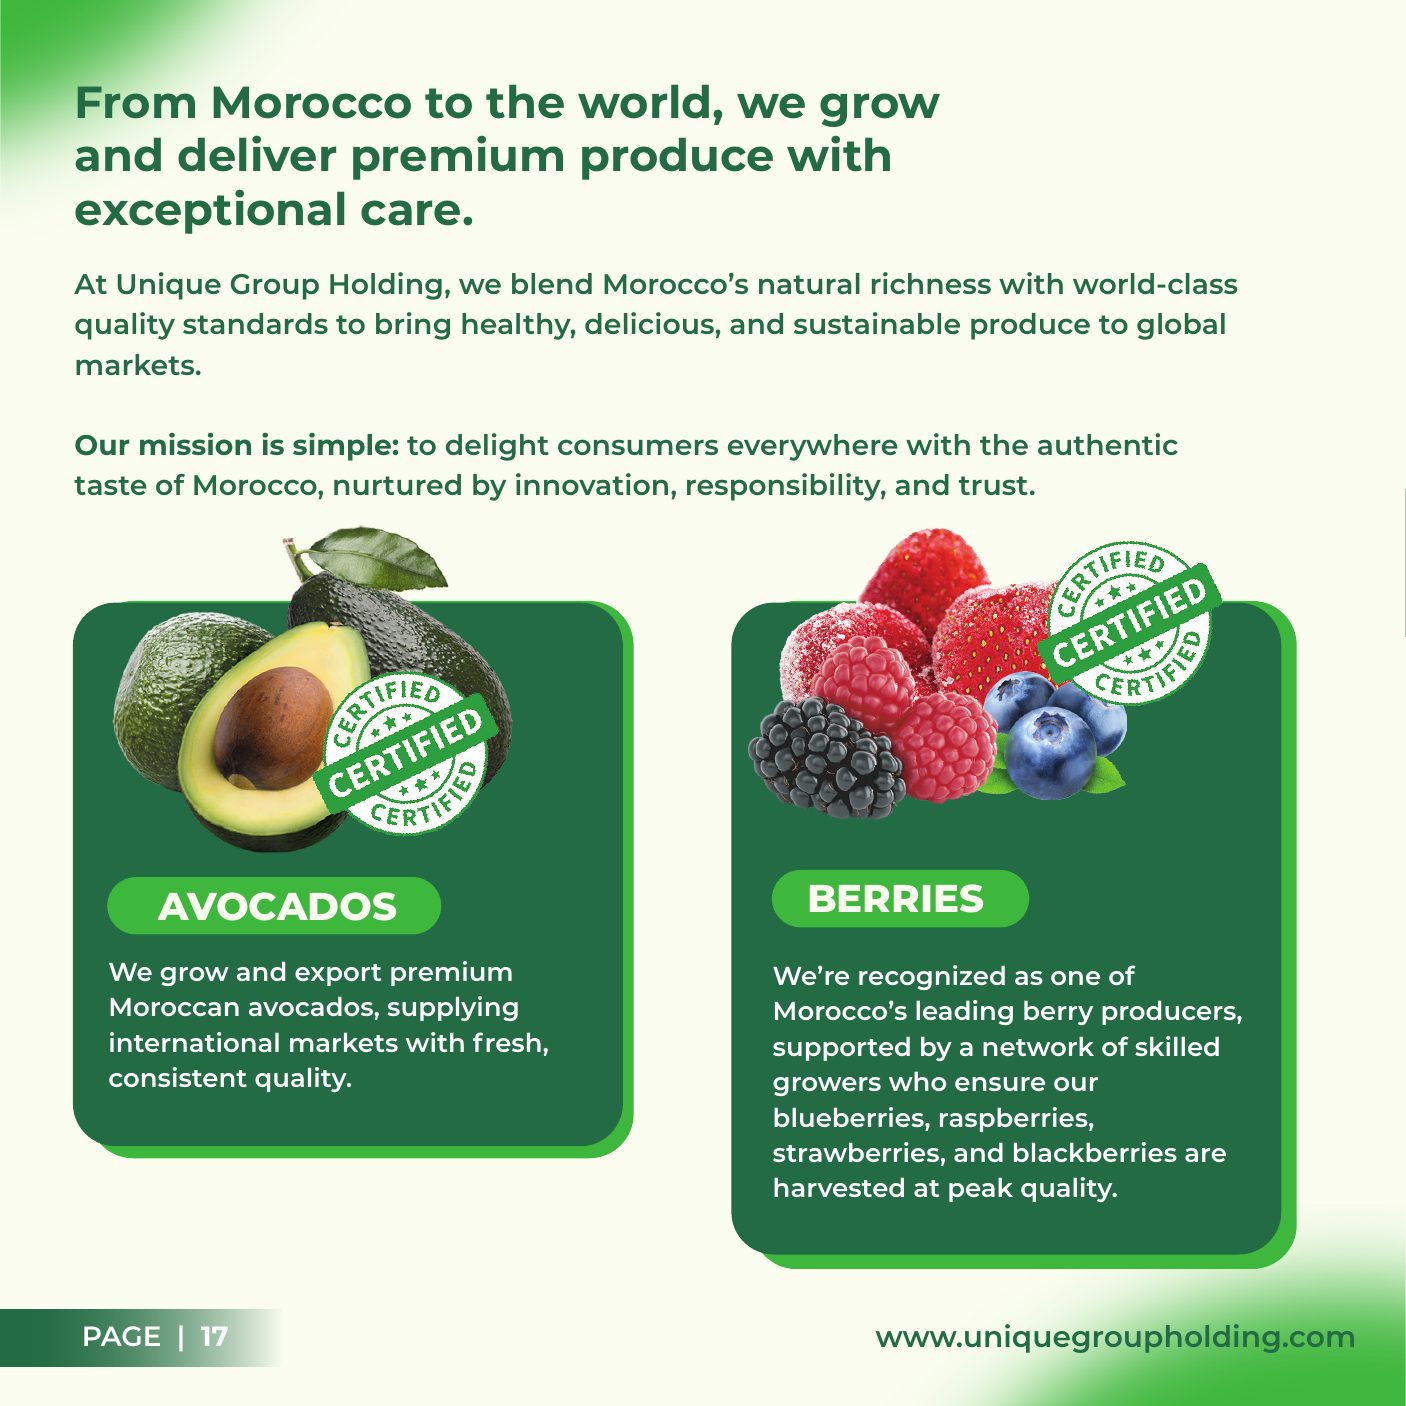 From Morocco to the world, we grow
and deliver premium produce with
exceptional care.
At Unique Group Holding, we blend Morocco’s natural richness with world-class
quality standards to bring healthy, delicious, and sustainable produce to global
markets.
Our mission is simple: to delight consumers everywhere with the authentic
taste of Morocco, nurtured by innovation, responsibility, and trust.
CERTIFIED
CERTIFIED
CERTIFIED
AVOCADOS
We grow and export premium
Moroccan avocados, supplying
international markets with fresh,
consistent quality.
CERTIFIED
CERTIFIED
CERTIFIED
BERRIES
We’re recognized as one of
Morocco’s leading berry producers,
supported by a network of skilled
growers who ensure our
blueberries, raspberries,
strawberries, and blackberries are
harvested at peak quality.
PAGE | 17
www.uniquegroupholding.com